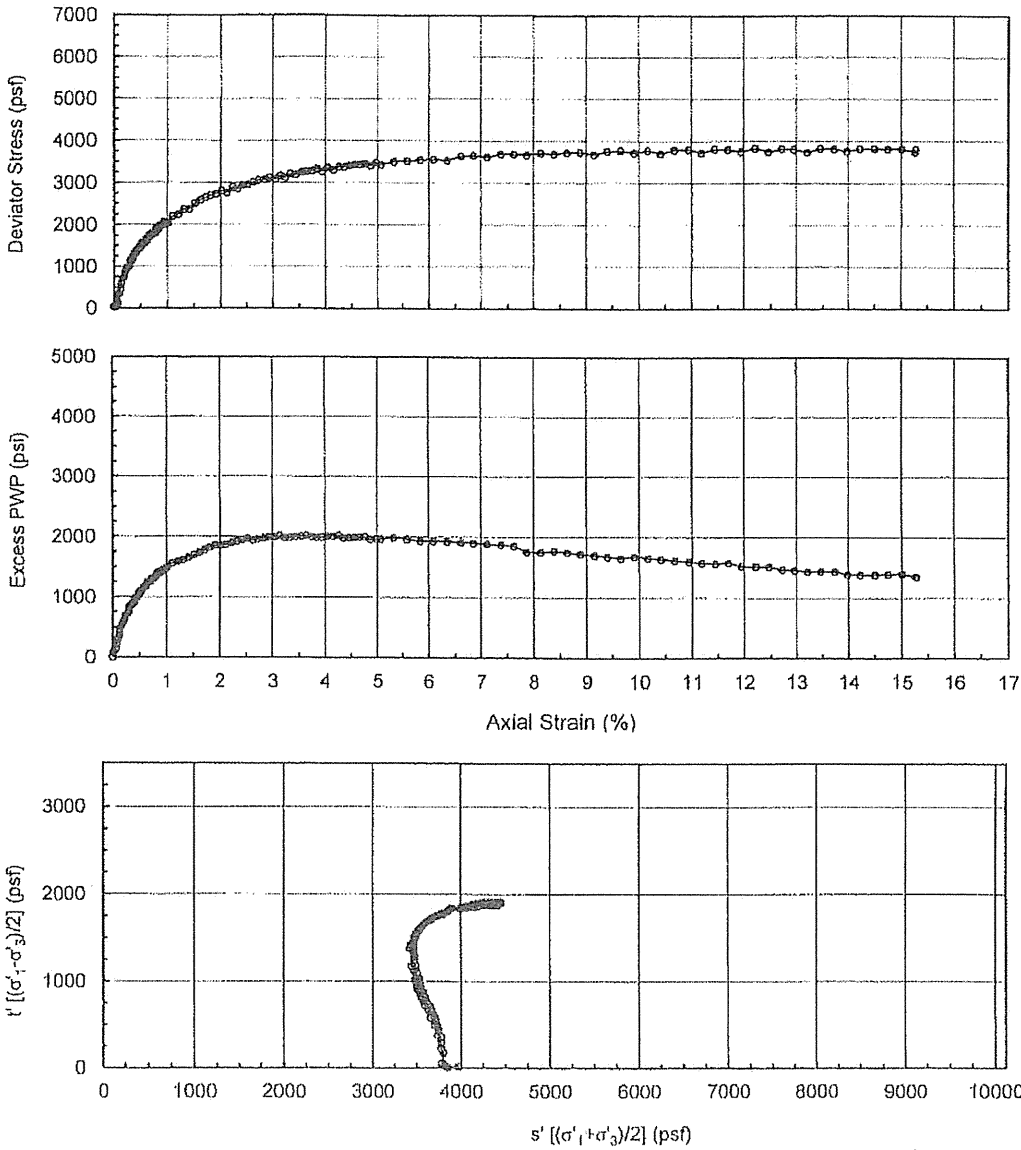 7000
6000
5000
4000
3000
2000
1000
0
Deviator Stress (psf)
5000
4000
3000
2000
1000
0
Excess PWP (psf)
0 1 2 3 4 5 6 7 8 9 10 11 12 13 14 15 16 17
Axial Strain (%)
3000
2000
1000
0
t' [(σ'₁-σ'₃)/2] (psf)
0 1000 2000 3000 4000 5000 6000 7000 8000 9000 10000
s' [(σ'₁+σ'₃)/2] (psf)